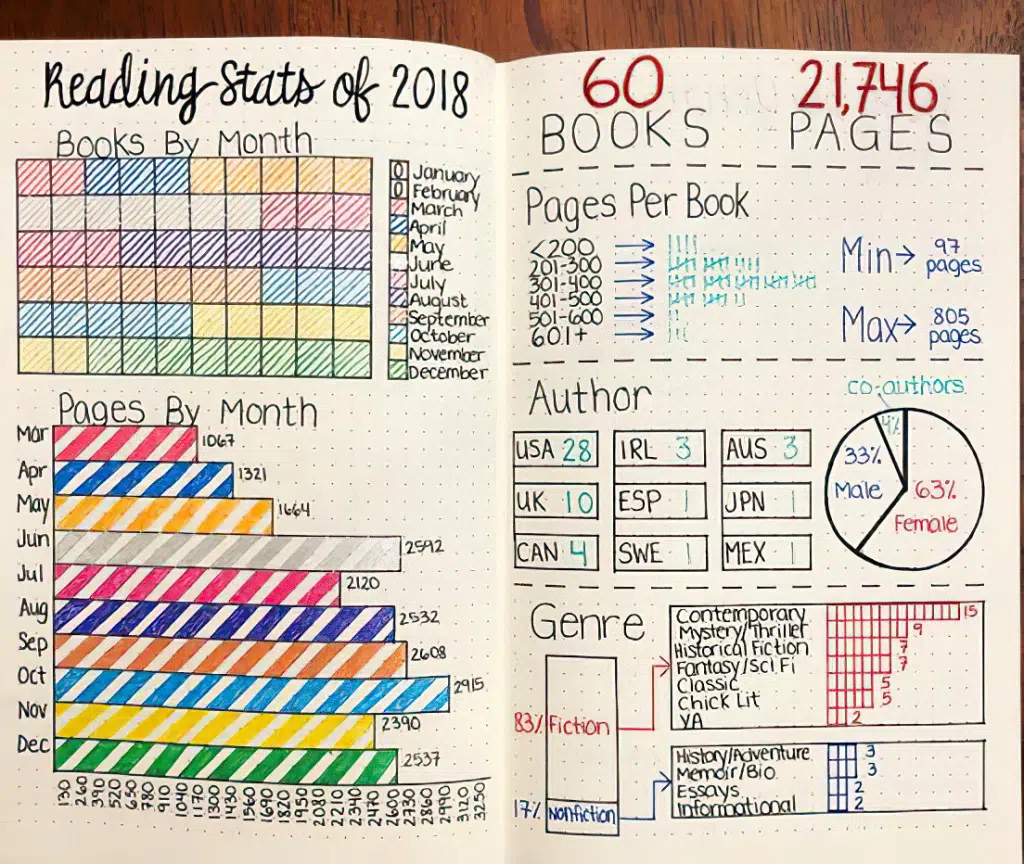 Reading Stats of 2018
Books By Month
0 January
0 February
March
April
May
June
July
August
September
October
November
December
Pages By Month
Mar 1067
Apr 1321
May 1664
Jun 2592
Jul 2120
Aug 2532
Sep 2608
Oct 2915
Nov 2390
Dec 2537
130 260 390 520 650 780 910 1040 1170 1300 1430 1560 1690 1820 1950 2080 2210 2340 2470 2600 2730 2860 2990 3120 3250
60 21,746
BOOKS PAGES
Pages Per Book
<200
201-300
301-400
401-500
501-600
601+
Min → 97 pages
Max → 805 pages
Author
co-authors
4%
33% Male
63% Female
USA 28 IRL 3 AUS 3
UK 10 ESP 1 JPN 1
CAN 4 SWE 1 MEX 1
Genre
83% Fiction
17% Nonfiction
Contemporary 15
Mystery/Thriller 9
Historical Fiction 7
Fantasy/Sci Fi 7
Classic 5
Chick Lit 5
YA 2
History/Adventure 3
Memoir/Bio 3
Essays 2
Informational 2